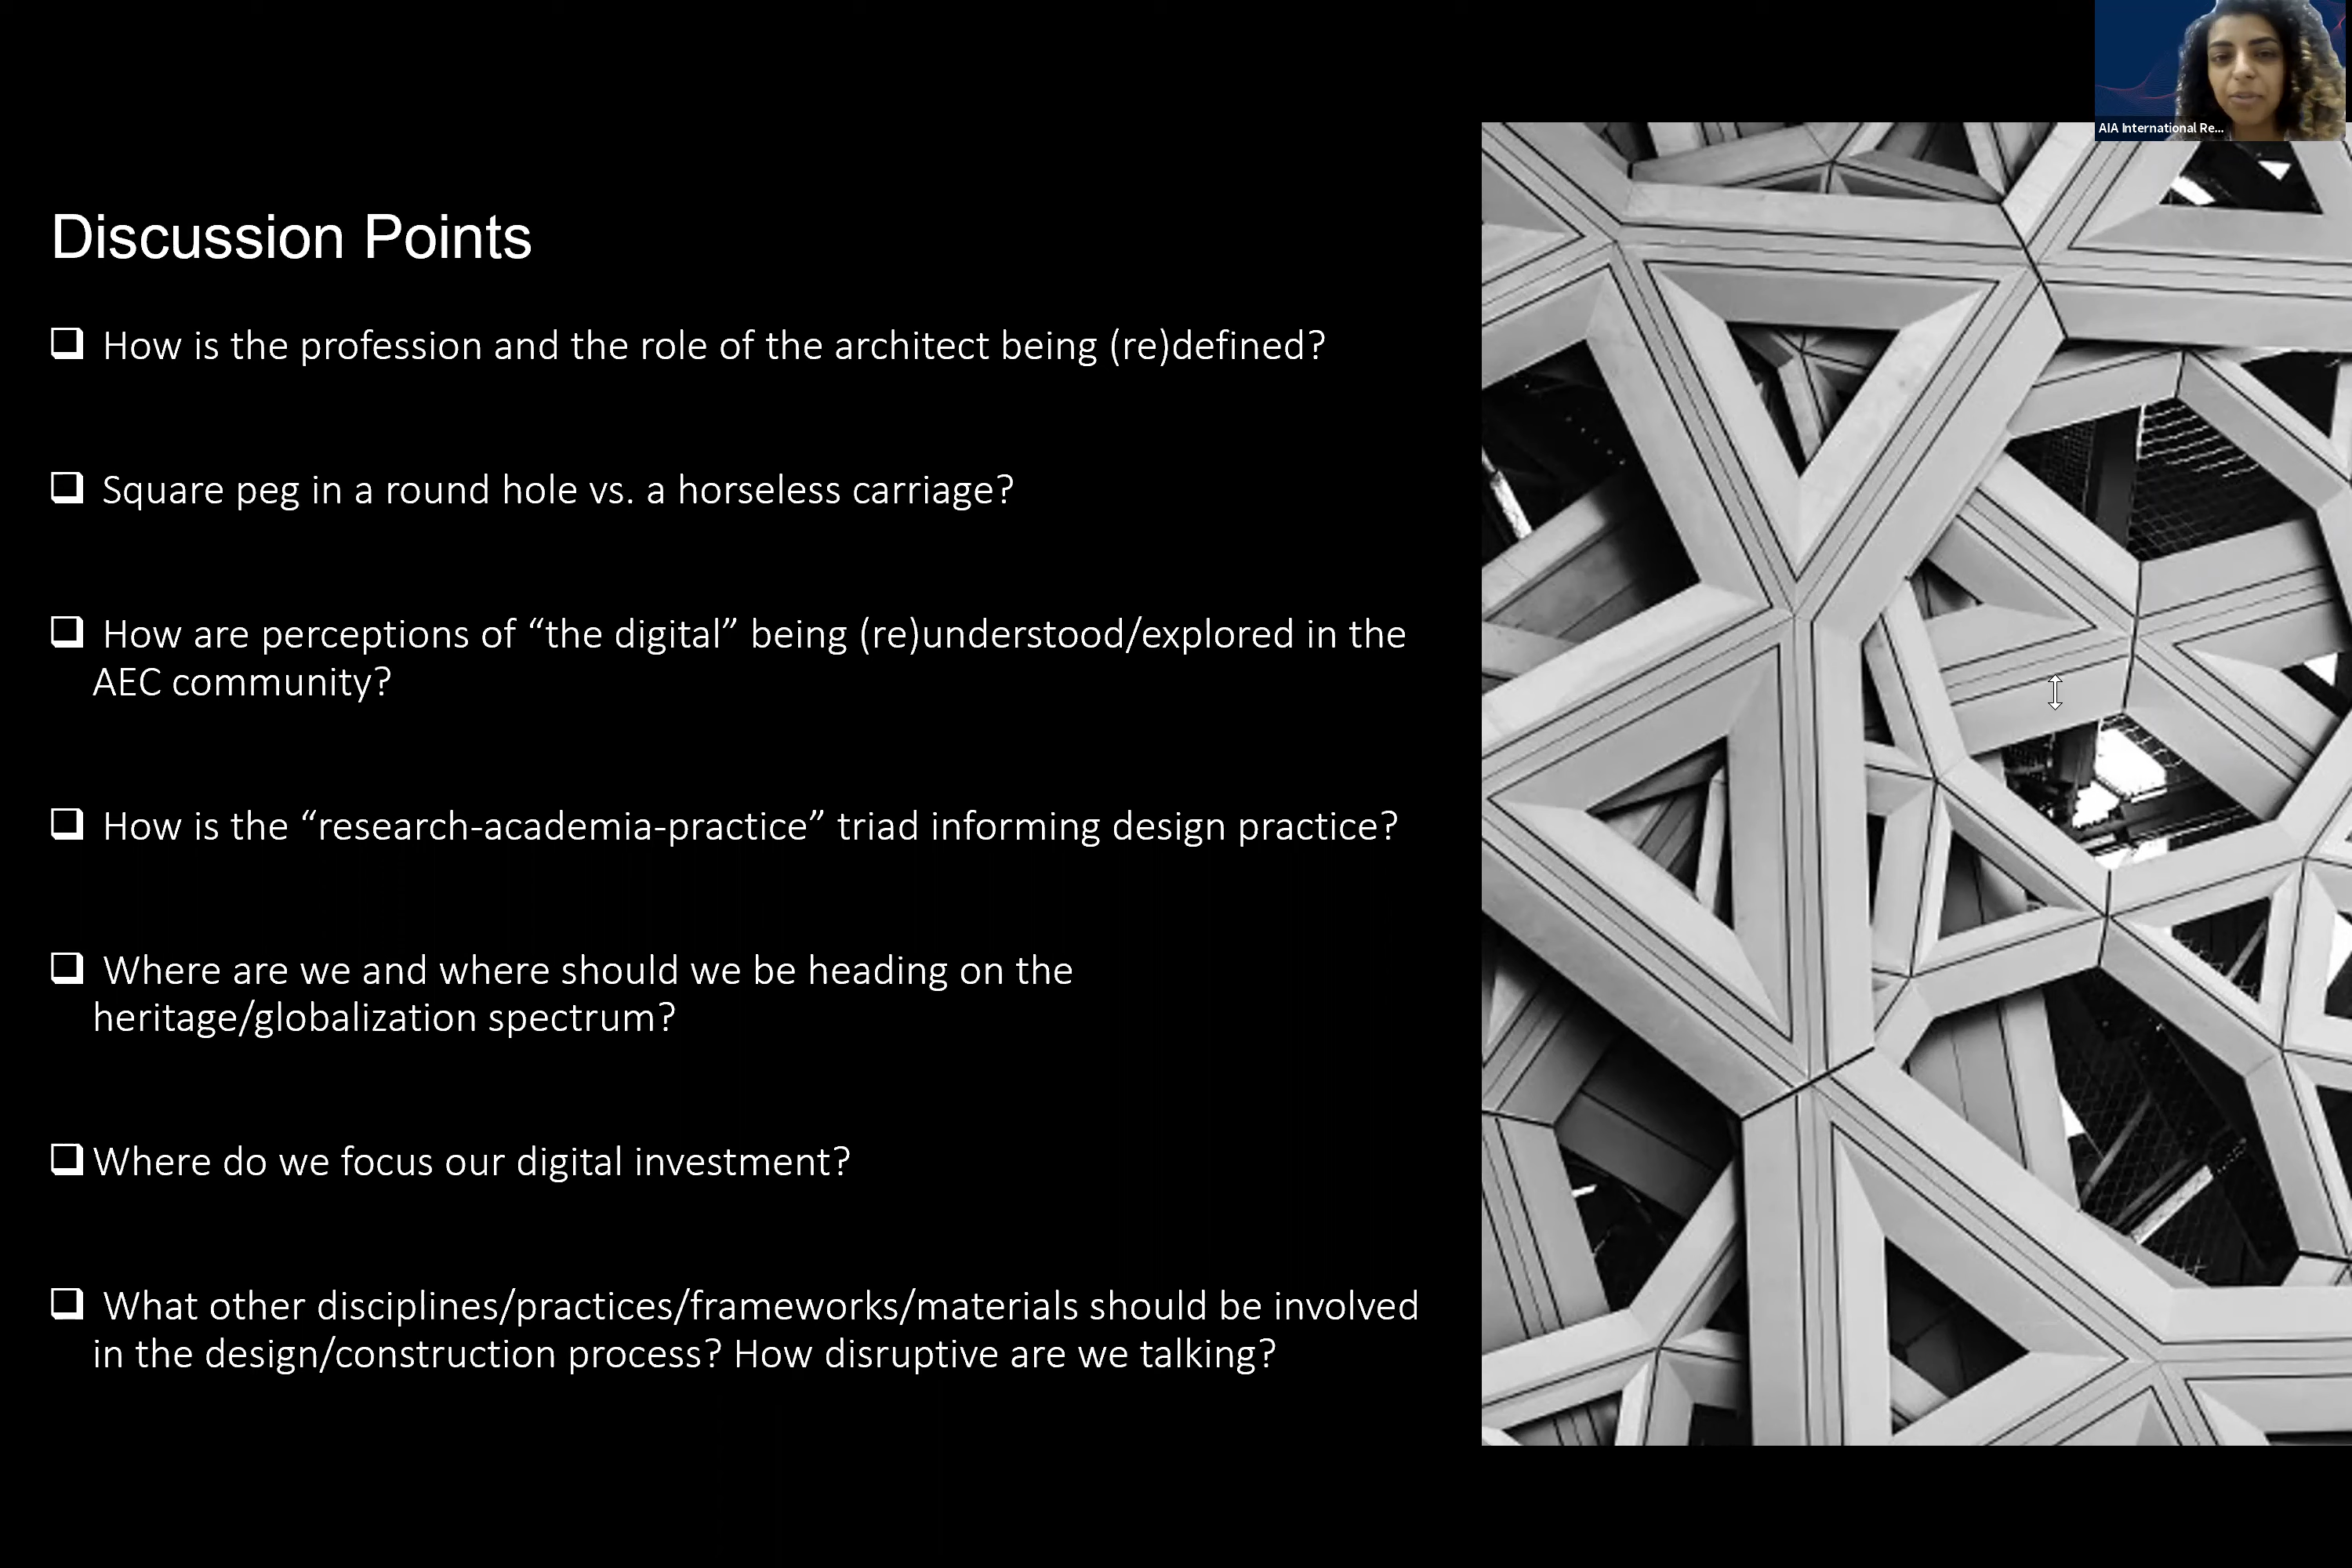 AIA International Re...
Discussion Points
How is the profession and the role of the architect being (re)defined?
Square peg in a round hole vs. a horseless carriage?
How are perceptions of “the digital” being (re)understood/explored in the
AEC community?
How is the “research-academia-practice” triad informing design practice?
Where are we and where should we be heading on the
heritage/globalization spectrum?
Where do we focus our digital investment?
What other disciplines/practices/frameworks/materials should be involved
in the design/construction process? How disruptive are we talking?